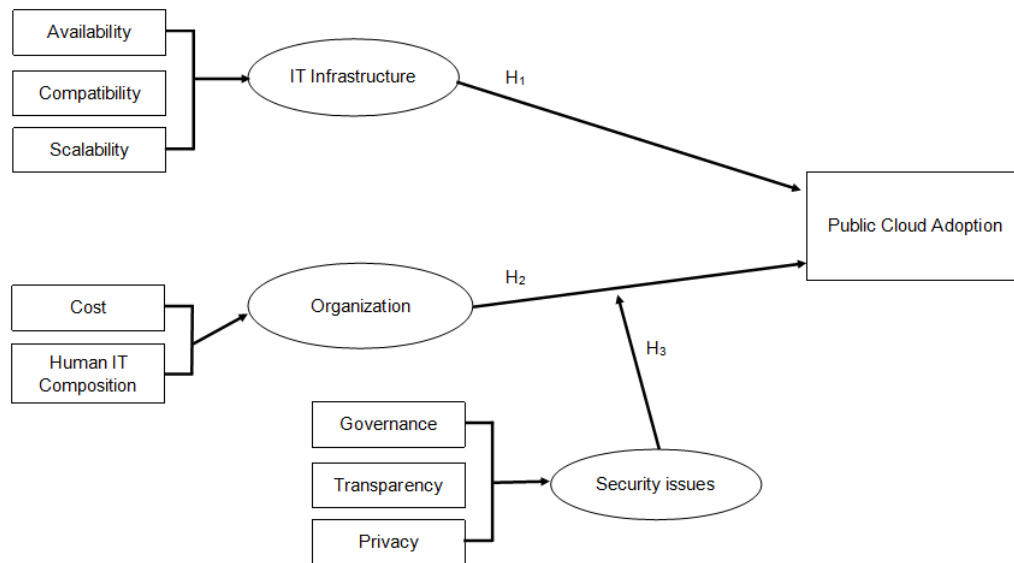 Availability
Compatibility
Scalability
IT Infrastructure
H₁
Public Cloud Adoption
Cost
Human IT
Composition
Organization
H₂
H₃
Governance
Transparency
Privacy
Security issues